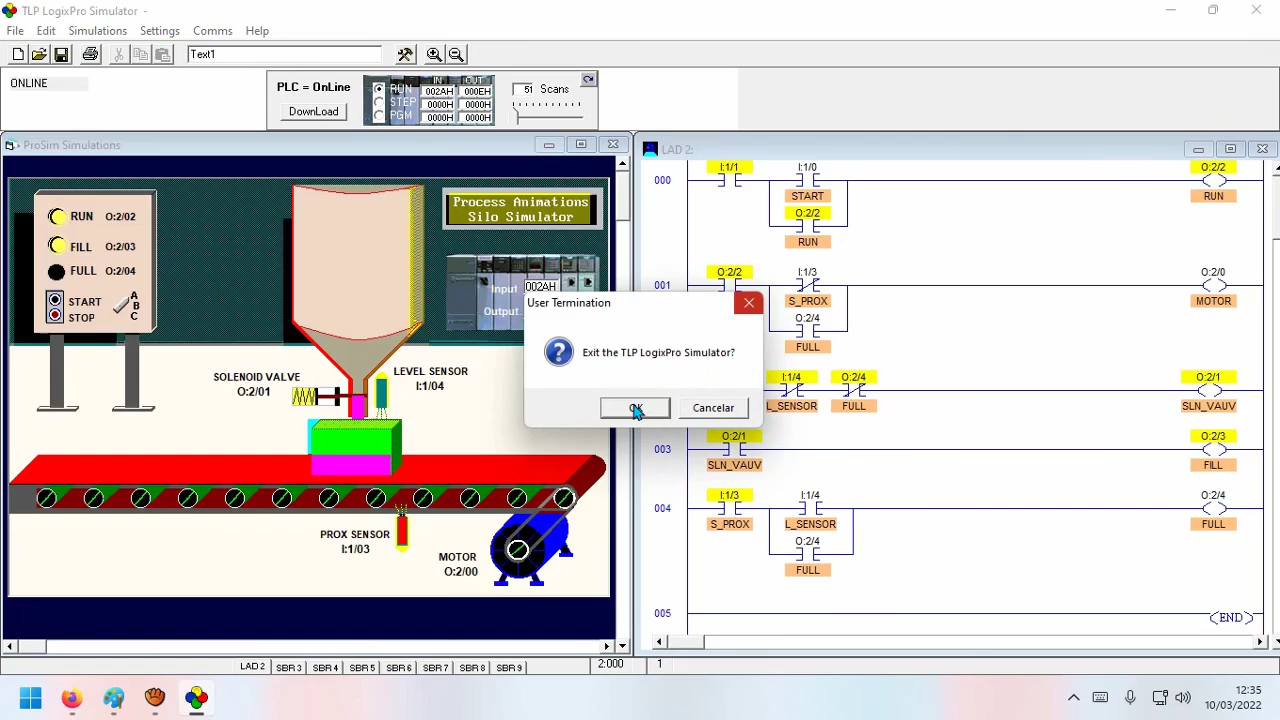 TLP LogixPro Simulator -
File Edit Simulations Settings Comms Help
Text1
ONLINE
PLC = OnLine
DownLoad
RUN
STEP
PGM
IN OUT
002AH 000EH
0000H 0000H
0000H 0000H
51 Scans
ProSim Simulations
RUN O:2/02
FILL O:2/03
FULL O:2/04
START
STOP
A
B
C
Process Animations
Silo Simulator
Input 002AH
Output
SOLENOID VALVE
O:2/01
LEVEL SENSOR
I:1/04
PROX SENSOR
I:1/03
MOTOR
O:2/00
User Termination
Exit the TLP LogixPro Simulator?
OK Cancelar
LAD 2:
000
I:1/1 I:1/0 O:2/2
START RUN
O:2/2
RUN
001
O:2/2 I:1/3 O:2/0
S_PROX MOTOR
O:2/4
FULL
I:1/4 O:2/4 O:2/1
L_SENSOR FULL SLN_VAUV
003
O:2/1 O:2/3
SLN_VAUV FILL
004
I:1/3 I:1/4 O:2/4
S_PROX L_SENSOR FULL
O:2/4
FULL
005
(END)
LAD 2 SBR 3 SBR 4 SBR 5 SBR 6 SBR 7 SBR 8 SBR 9
2:000 1
12:35
10/03/2022